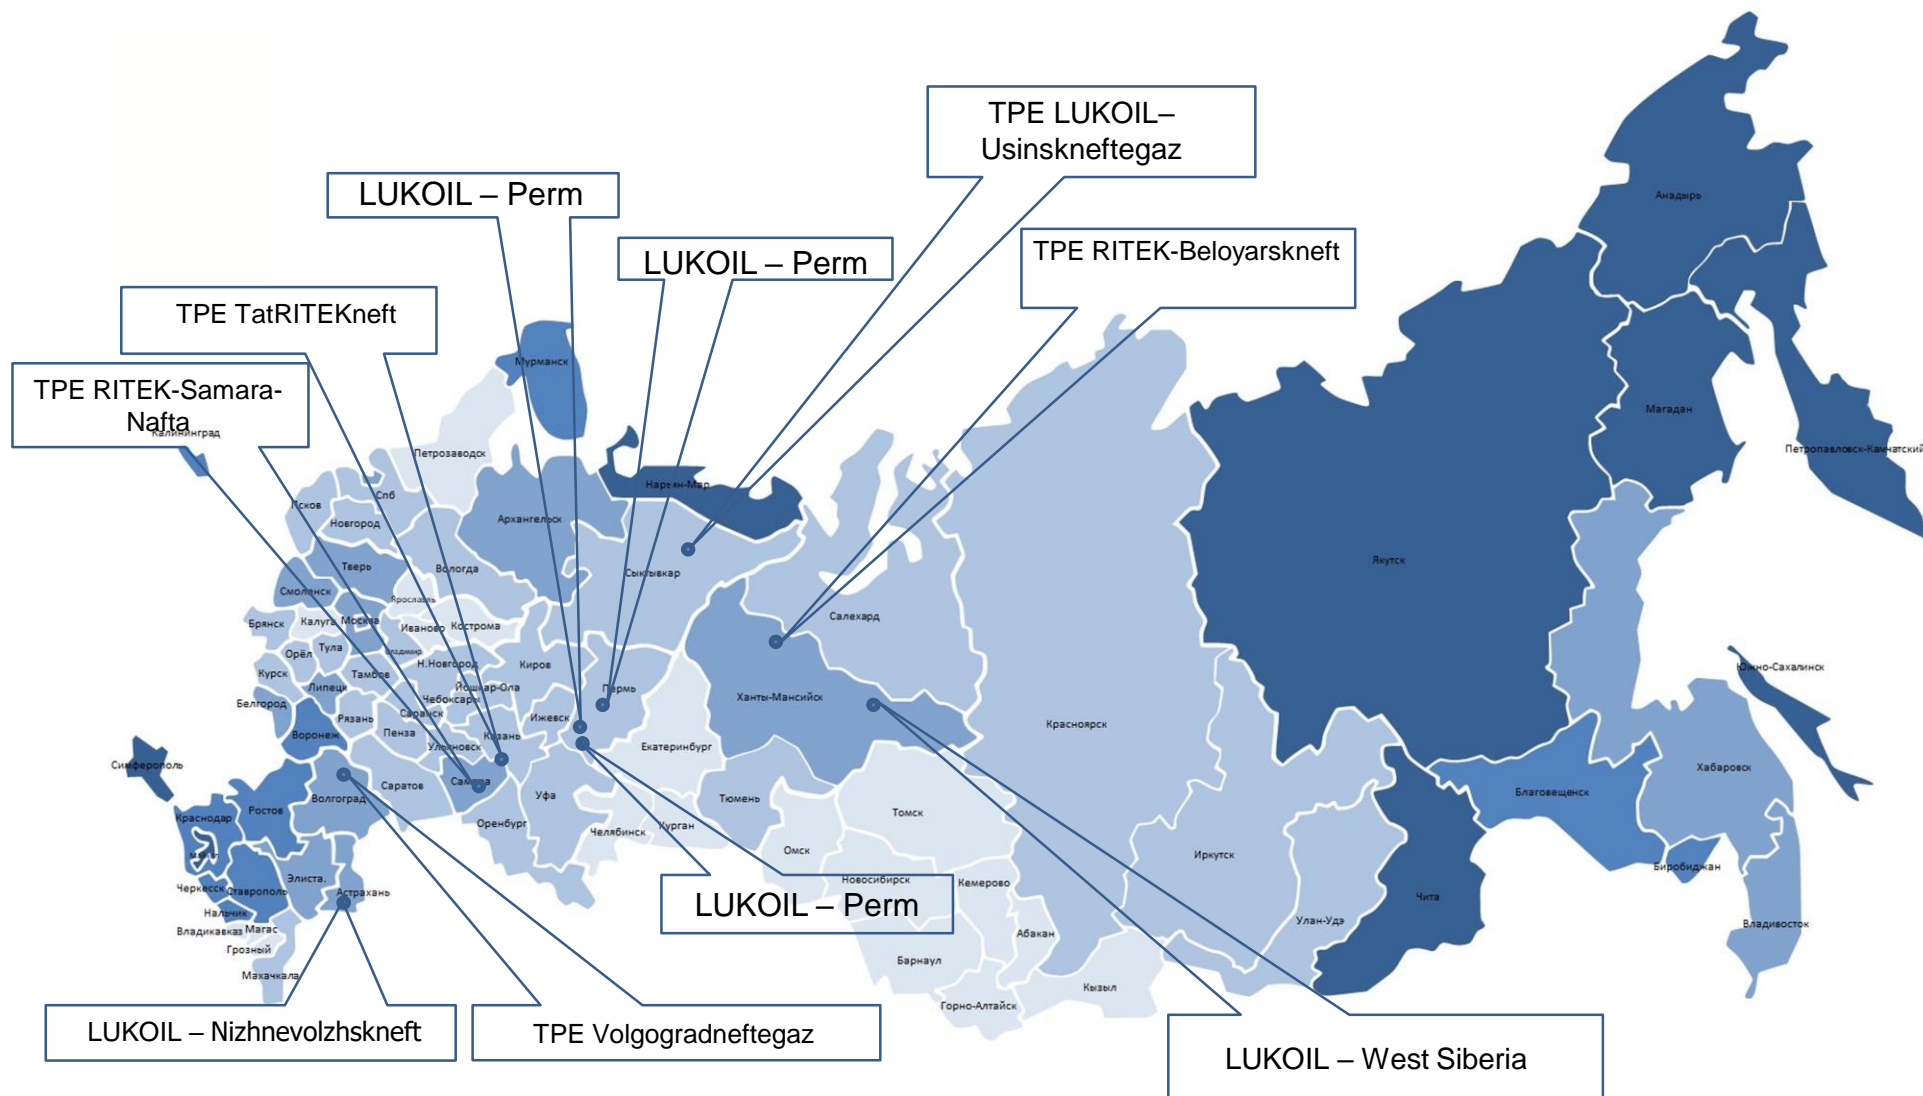 TPE LUKOIL–
Usinskneftegaz
LUKOIL – Perm
LUKOIL – Perm
TPE RITEK-Beloyarskneft
TPE TatRITEKneft
TPE RITEK-Samara-
Nafta
Анадырь
Мурманск
Магадан
Калининград
Петрозаводск
Петропавловск-Камчатский
Нарьян-Мар
Спб
Псков
Новгород
Архангельск
Якутск
Тверь
Вологда
Сыктывкар
Смоленск
Ярославль
Салехард
Брянск
Калуга
Москва
Иваново
Кострома
Орёл
Тула
Владимир
Н.Новгород
Киров
Южно-Сахалинск
Курск
Тамбов
Йошкар-Ола
Пермь
Ханты-Мансийск
Липецк
Чебоксары
Белгород
Рязань
Саранск
Ижевск
Красноярск
Воронеж
Пенза
Ульяновск
Казань
Екатеринбург
Симферополь
Хабаровск
Волгоград
Саратов
Самара
Уфа
Тюмень
Благовещенск
Краснодар
Ростов
Оренбург
Челябинск
Курган
Томск
Омск
Иркутск
Черкесск
Ставрополь
Элиста.
Астрахань
Новосибирск
Кемерово
Биробиджан
Чита
Нальчик
LUKOIL – Perm
Владикавказ
Магас
Абакан
Улан-Удэ
Владивосток
Грозный
Барнаул
Махачкала
Горно-Алтайск
Кызыл
LUKOIL – Nizhnevolzhskneft
TPE Volgogradneftegaz
LUKOIL – West Siberia